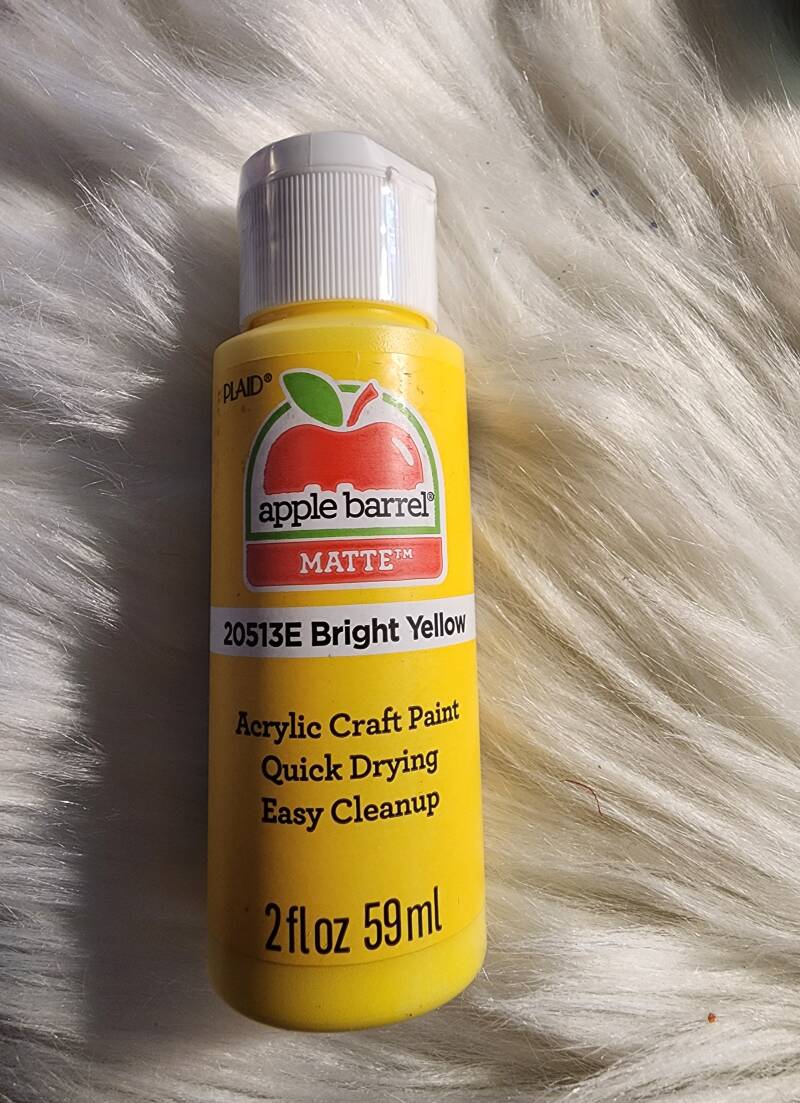 PLAID®
apple barrel®
MATTE™
20513E Bright Yellow
Acrylic Craft Paint
Quick Drying
Easy Cleanup
2 fl oz 59 ml